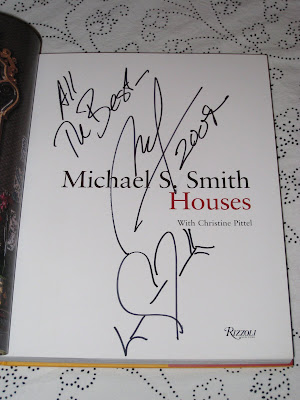 All
The Best
2009
Michael S. Smith
Houses
With Christine Pittel
RIZZOLI